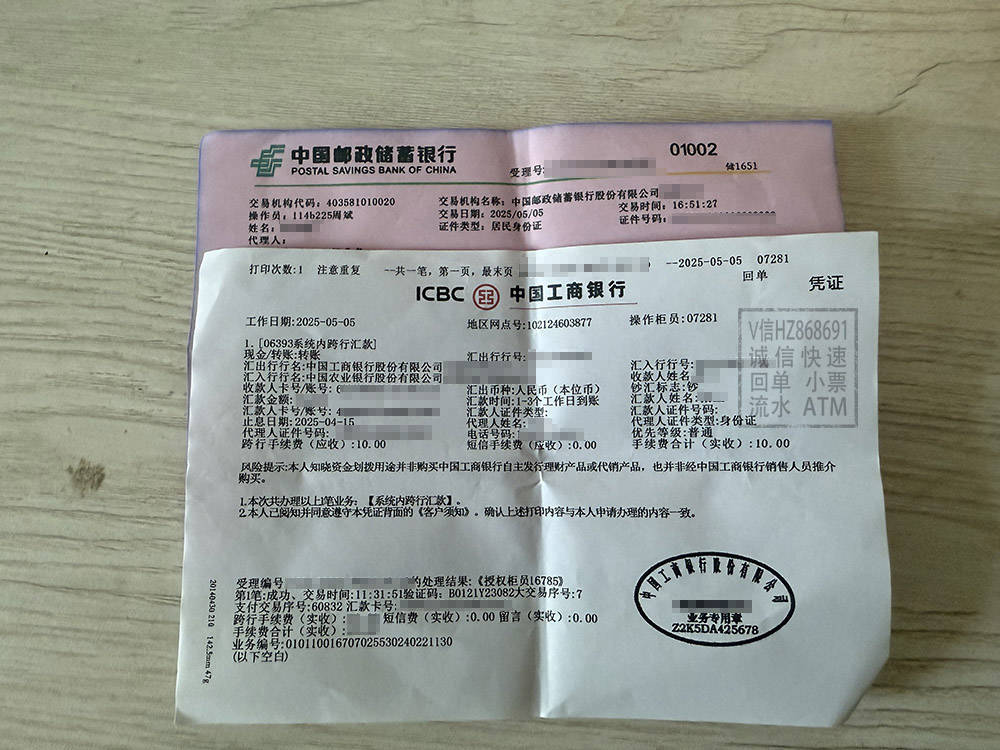 中国邮政储蓄银行
POSTAL SAVINGS BANK OF CHINA
受理号:
01002
储1651
交易机构代码: 403581010020
交易机构名称: 中国邮政储蓄银行股份有限公司
操作员: 114b225周斌
交易日期: 2025/05/05
交易时间: 16:51:27
姓名:
证件类型: 居民身份证
证件号码:
代理人:
打印次数:1 注意重复 --共一笔, 第一页, 最末页
--2025-05-05 07281
回单
凭证
ICBC 中国工商银行
工作日期:2025-05-05
地区网点号:102124603877
操作柜员:07281
V信HZ868691
诚信快速
回单 小票
流水 ATM
1. [06393系统内跨行汇款]
现金/转账:转账
汇出行行号:
汇出行行名:中国工商银行股份有限公司
汇入行行号:
汇入行行名:中国农业银行股份有限公司
收款人姓名
收款人卡号/账号:6
汇出币种:人民币 (本位币)
钞汇标志:钞
汇款金额:
汇款时间:1-3个工作日到账
汇款人姓名:
汇款人卡号/账号:4
汇款人证件类型:
汇款人证件号码:
止息日期:2025-04-15
代理人姓名:
代理人证件类型:身份证
代理人证件号码:
电话号码:
优先等级:普通
跨行手续费 (应收) :10.00
短信手续费 (应收) :0.00
手续费合计 (实收) :10.00
风险提示:本人知晓资金划拨用途并非购买中国工商银行自主发行理财产品或代销产品, 也并非经中国工商银行销售人员推介
购买。
1.本次共办理以上笔业务: 【系统内跨行汇款】。
2.本人已阅知并同意遵守本凭证背面的《客户须知》。确认上述打印内容与本人申请办理的内容一致。
受理编号
的处理结果:《授权柜员16785》
第1笔:成功、交易时间:11:31:51验证码: B0121Y23082大交易序号:7
支付交易序号:60832 汇款卡号:
跨行手续费 (实收) :
短信费 (实收) :0.00 留言 (实收) :0.00
手续费合计 (实收) :
业务编号:01011001670702553024022 1130
(以下空白)
中国工商银行股份有限公司
业务专用章
Z2K5DA425678
20140430 210
142.5mm 47g